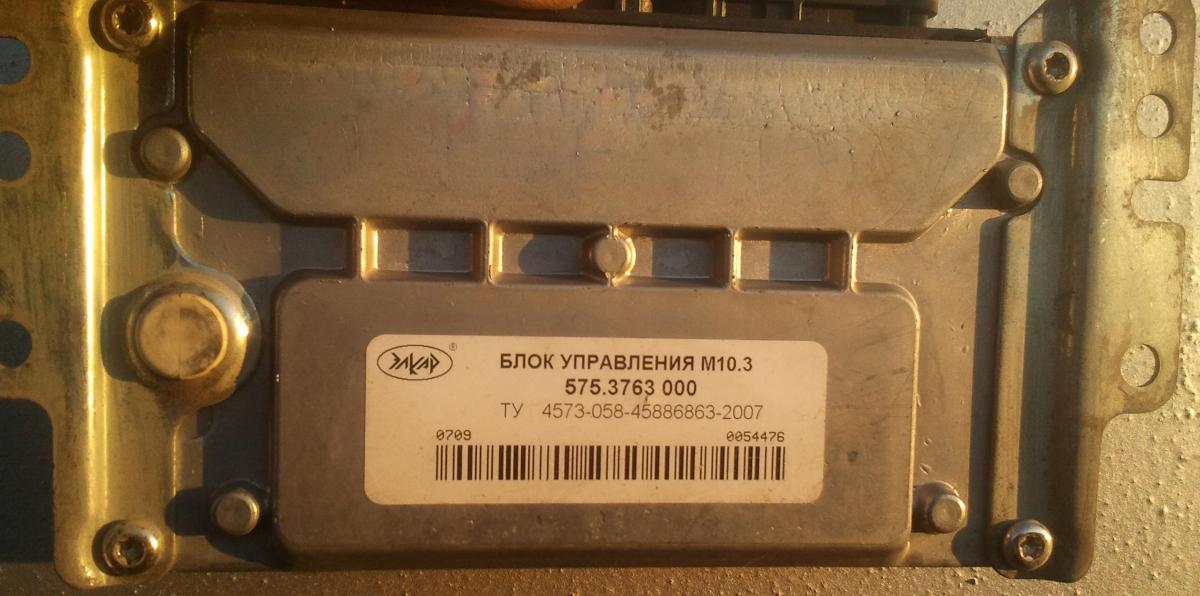 ЭЛКАР ®
БЛОК УПРАВЛЕНИЯ М10.3
575.3763 000
ТУ 4573-058-45886863-2007
0709 0054476